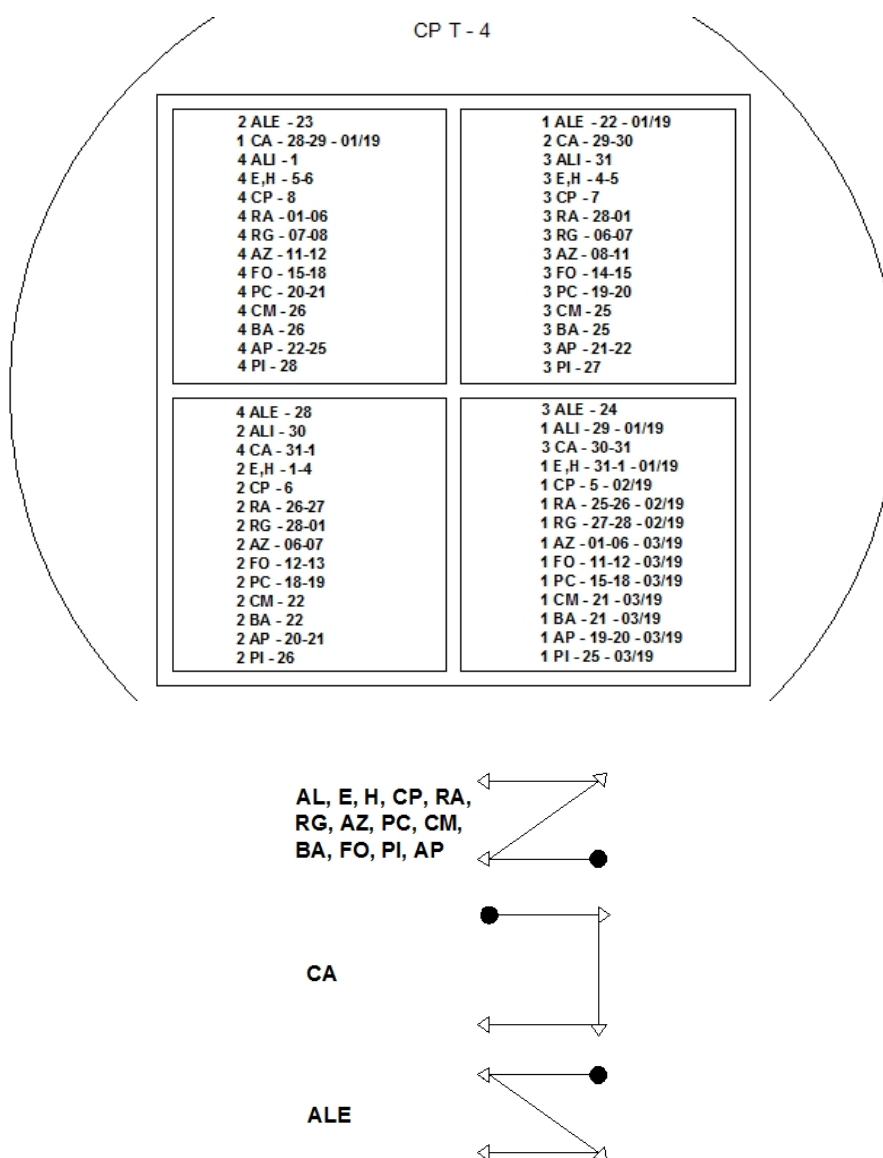 CP T - 4
2 ALE - 23
1 CA - 28-29 - 01/19
4 ALI - 1
4 E,H - 5-6
4 CP - 8
4 RA - 01-06
4 RG - 07-08
4 AZ - 11-12
4 FO - 15-18
4 PC - 20-21
4 CM - 26
4 BA - 26
4 AP - 22-25
4 PI - 28
1 ALE - 22 - 01/19
2 CA - 29-30
3 ALI - 31
3 E,H - 4-5
3 CP - 7
3 RA - 28-01
3 RG - 06-07
3 AZ - 08-11
3 FO - 14-15
3 PC - 19-20
3 CM - 25
3 BA - 25
3 AP - 21-22
3 PI - 27
4 ALE - 28
2 ALI - 30
4 CA - 31-1
2 E,H - 1-4
2 CP - 6
2 RA - 26-27
2 RG - 28-01
2 AZ - 06-07
2 FO - 12-13
2 PC - 18-19
2 CM - 22
2 BA - 22
2 AP - 20-21
2 PI - 26
3 ALE - 24
1 ALI - 29 - 01/19
3 CA - 30-31
1 E,H - 31-1 - 01/19
1 CP - 5 - 02/19
1 RA - 25-26 - 02/19
1 RG - 27-28 - 02/19
1 AZ - 01-06 - 03/19
1 FO - 11-12 - 03/19
1 PC - 15-18 - 03/19
1 CM - 21 - 03/19
1 BA - 21 - 03/19
1 AP - 19-20 - 03/19
1 PI - 25 - 03/19
AL, E, H, CP, RA,
RG, AZ, PC, CM,
BA, FO, PI, AP
CA
ALE